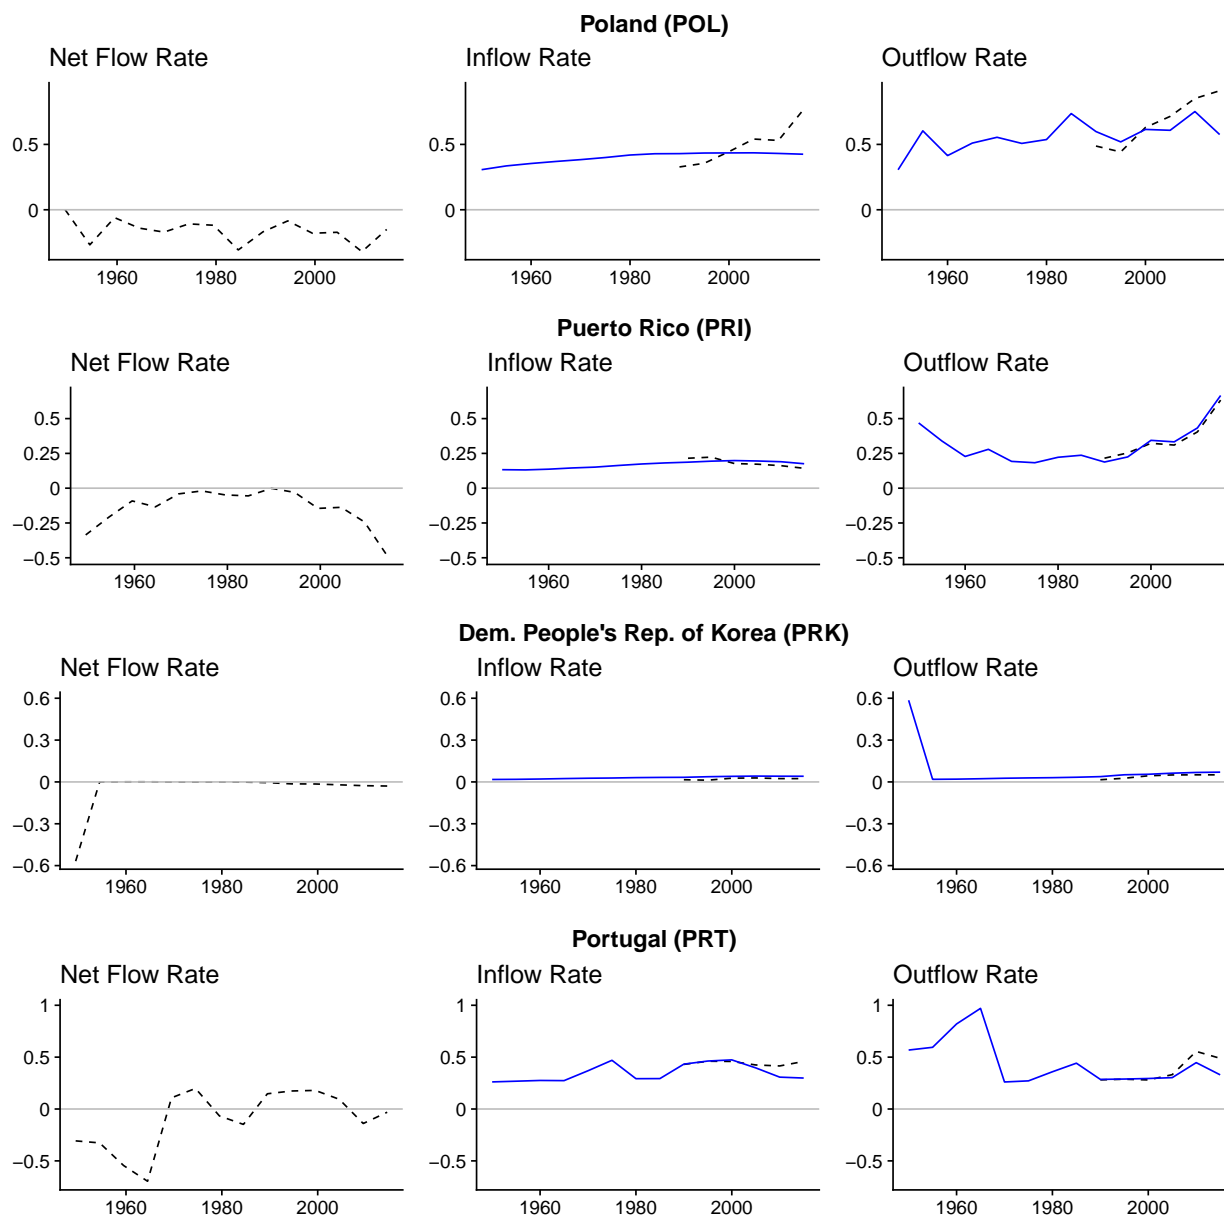 Poland (POL)
Net Flow Rate Inflow Rate Outflow Rate
0.5 0.5 0.5
0 0 0
1960 1980 2000 1960 1980 2000 1960 1980 2000
Puerto Rico (PRI)
Net Flow Rate Inflow Rate Outflow Rate
0.5 0.5 0.5
0.25 0.25 0.25
0 0 0
−0.25 −0.25 −0.25
−0.5 −0.5 −0.5
1960 1980 2000 1960 1980 2000 1960 1980 2000
Dem. People's Rep. of Korea (PRK)
Net Flow Rate Inflow Rate Outflow Rate
0.6 0.6 0.6
0.3 0.3 0.3
0 0 0
−0.3 −0.3 −0.3
−0.6 −0.6 −0.6
1960 1980 2000 1960 1980 2000 1960 1980 2000
Portugal (PRT)
Net Flow Rate Inflow Rate Outflow Rate
1 1 1
0.5 0.5 0.5
0 0 0
−0.5 −0.5 −0.5
1960 1980 2000 1960 1980 2000 1960 1980 2000